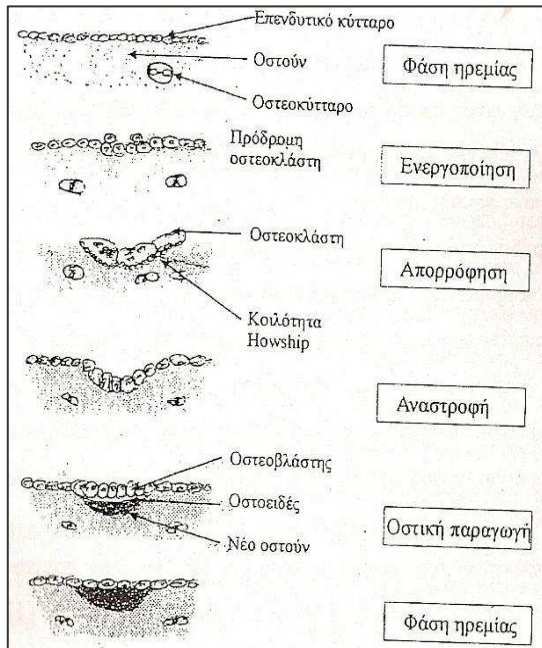 Επενδυτικό κύτταρο
Οστούν
Φάση ηρεμίας
Οστεοκύτταρο
Πρόδρομη
οστεοκλάστη
Ενεργοποίηση
Οστεοκλάστη
Απορρόφηση
Κοιλότητα
Howship
Αναστροφή
Οστεοβλάστης
Οστοειδές
Οστική παραγωγή
Νέο οστούν
Φάση ηρεμίας